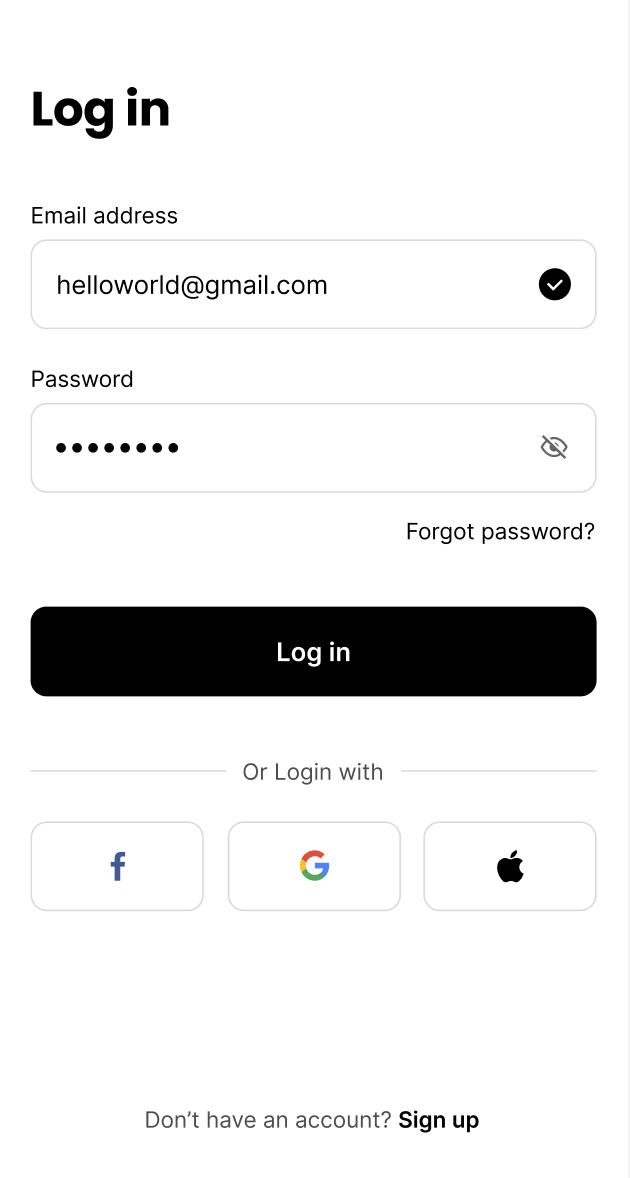 Log in
Email address
helloworld@gmail.com
Password
••••••••
Forgot password?
Log in
Or Login with
Don’t have an account? Sign up